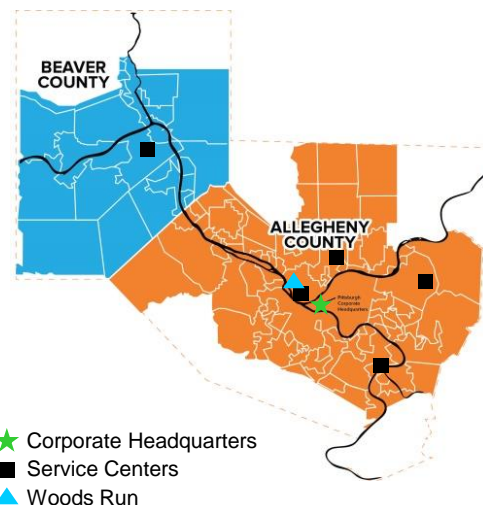 BEAVER
COUNTY
ALLEGHENY
COUNTY
Pittsburgh
Corporate
Headquarters
Corporate Headquarters
Service Centers
Woods Run